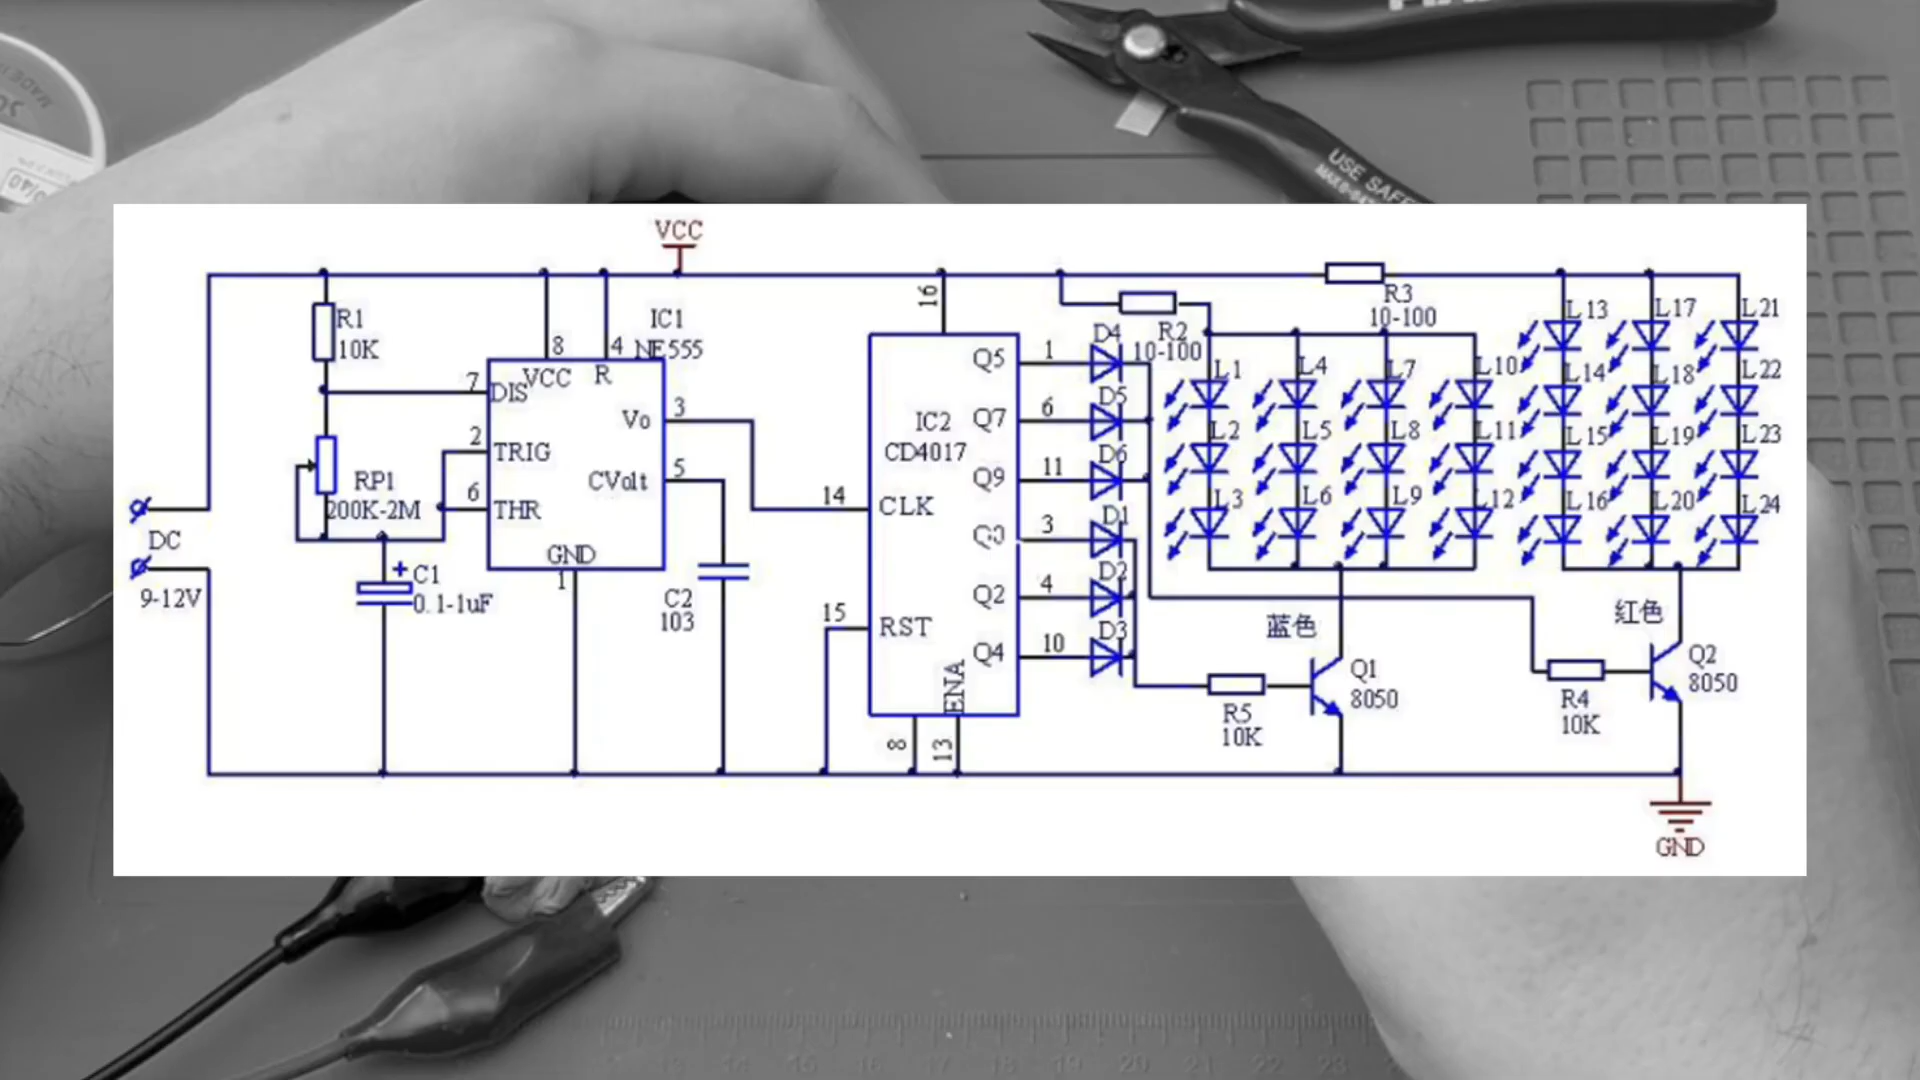 USE SAFE
VCC
R1
10K
IC1
NE555
8
4
VCC
R
7
DIS
2
TRIG
6
THR
Vo
3
CVolt
5
GND
1
RP1
200K-2M
DC
9-12V
+
C1
0.1-1uF
C2
103
16
IC2
CD4017
14
CLK
15
RST
ENA
8
13
Q5
1
Q7
6
Q9
11
3
Q2
4
Q4
10
D4
D5
D6
D1
D2
D3
R2
10-100
R3
10-100
L1
L2
L3
L4
L5
L6
L7
L8
L9
L10
L11
L12
L13
L14
L15
L16
L17
L18
L19
L20
L21
L22
L23
L24
蓝色
红色
R5
10K
Q1
8050
R4
10K
Q2
8050
GND